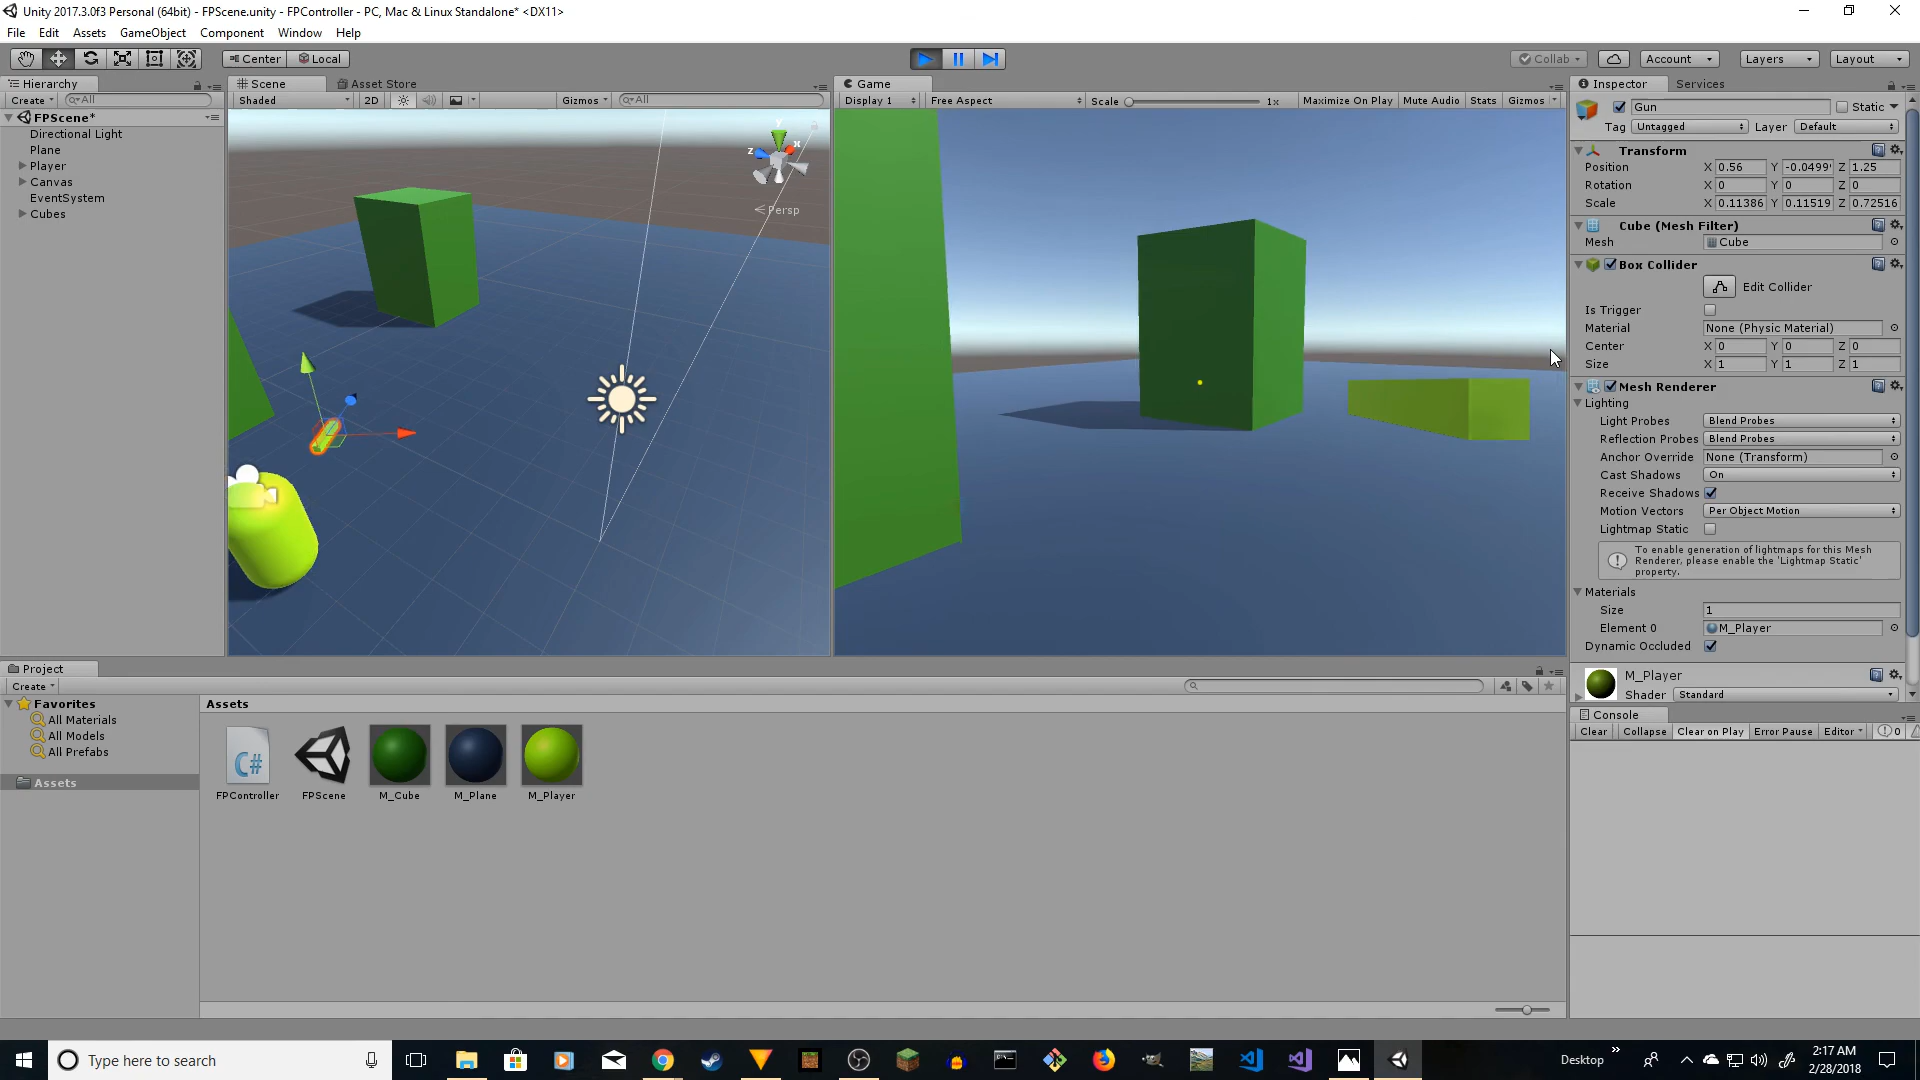 Unity 2017.3.0f3 Personal (64bit) - FPScene.unity - FPController - PC, Mac & Linux Standalone* <DX11>
File Edit Assets GameObject Component Window Help
Center Local Collab Account Layers Layout
Hierarchy
Create All
FPScene*
Directional Light
Plane
Player
Canvas
EventSystem
Cubes
Scene Asset Store
Shaded 2D Gizmos All
y
z
x
Persp
Game
Display 1 Free Aspect Scale 1x Maximize On Play Mute Audio Stats Gizmos
Inspector Services
Gun Static
Tag Untagged Layer Default
Transform
Position X 0.56 Y -0.0499 Z 1.25
Rotation X 0 Y 0 Z 0
Scale X 0.11386 Y 0.11519 Z 0.72516
Cube (Mesh Filter)
Mesh Cube
Box Collider
Edit Collider
Is Trigger
Material None (Physic Material)
Center X 0 Y 0 Z 0
Size X 1 Y 1 Z 1
Mesh Renderer
Lighting
Light Probes Blend Probes
Reflection Probes Blend Probes
Anchor Override None (Transform)
Cast Shadows On
Receive Shadows
Motion Vectors Per Object Motion
Lightmap Static
To enable generation of lightmaps for this Mesh
Renderer, please enable the 'Lightmap Static'
property.
Materials
Size 1
Element 0 M_Player
Dynamic Occluded
M_Player
Shader Standard
Project
Create
Favorites
All Materials
All Models
All Prefabs
Assets
Assets
C#
FPController FPScene M_Cube M_Plane M_Player
Console
Clear Collapse Clear on Play Error Pause Editor 0
Type here to search
Desktop
2:17 AM
2/28/2018